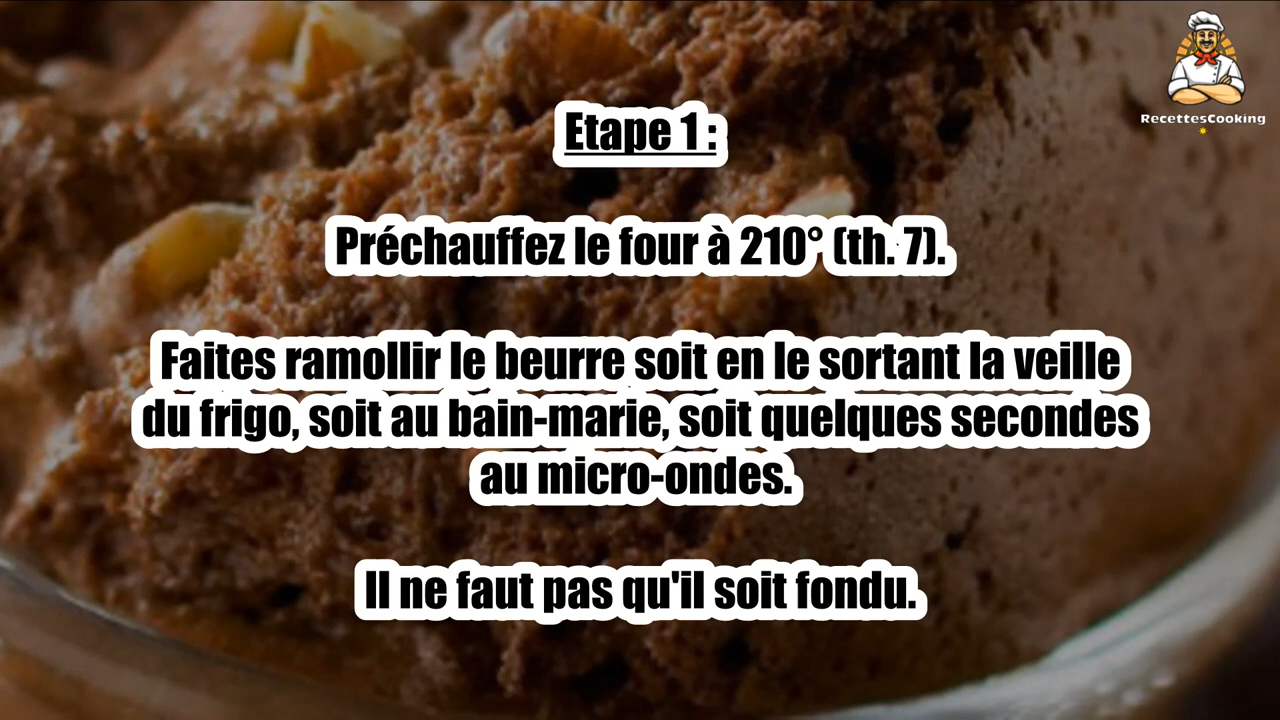 RecettesCooking
Etape 1 :
Préchauffez le four à 210° (th. 7).
Faites ramollir le beurre soit en le sortant la veille
du frigo, soit au bain-marie, soit quelques secondes
au micro-ondes.
Il ne faut pas qu'il soit fondu.